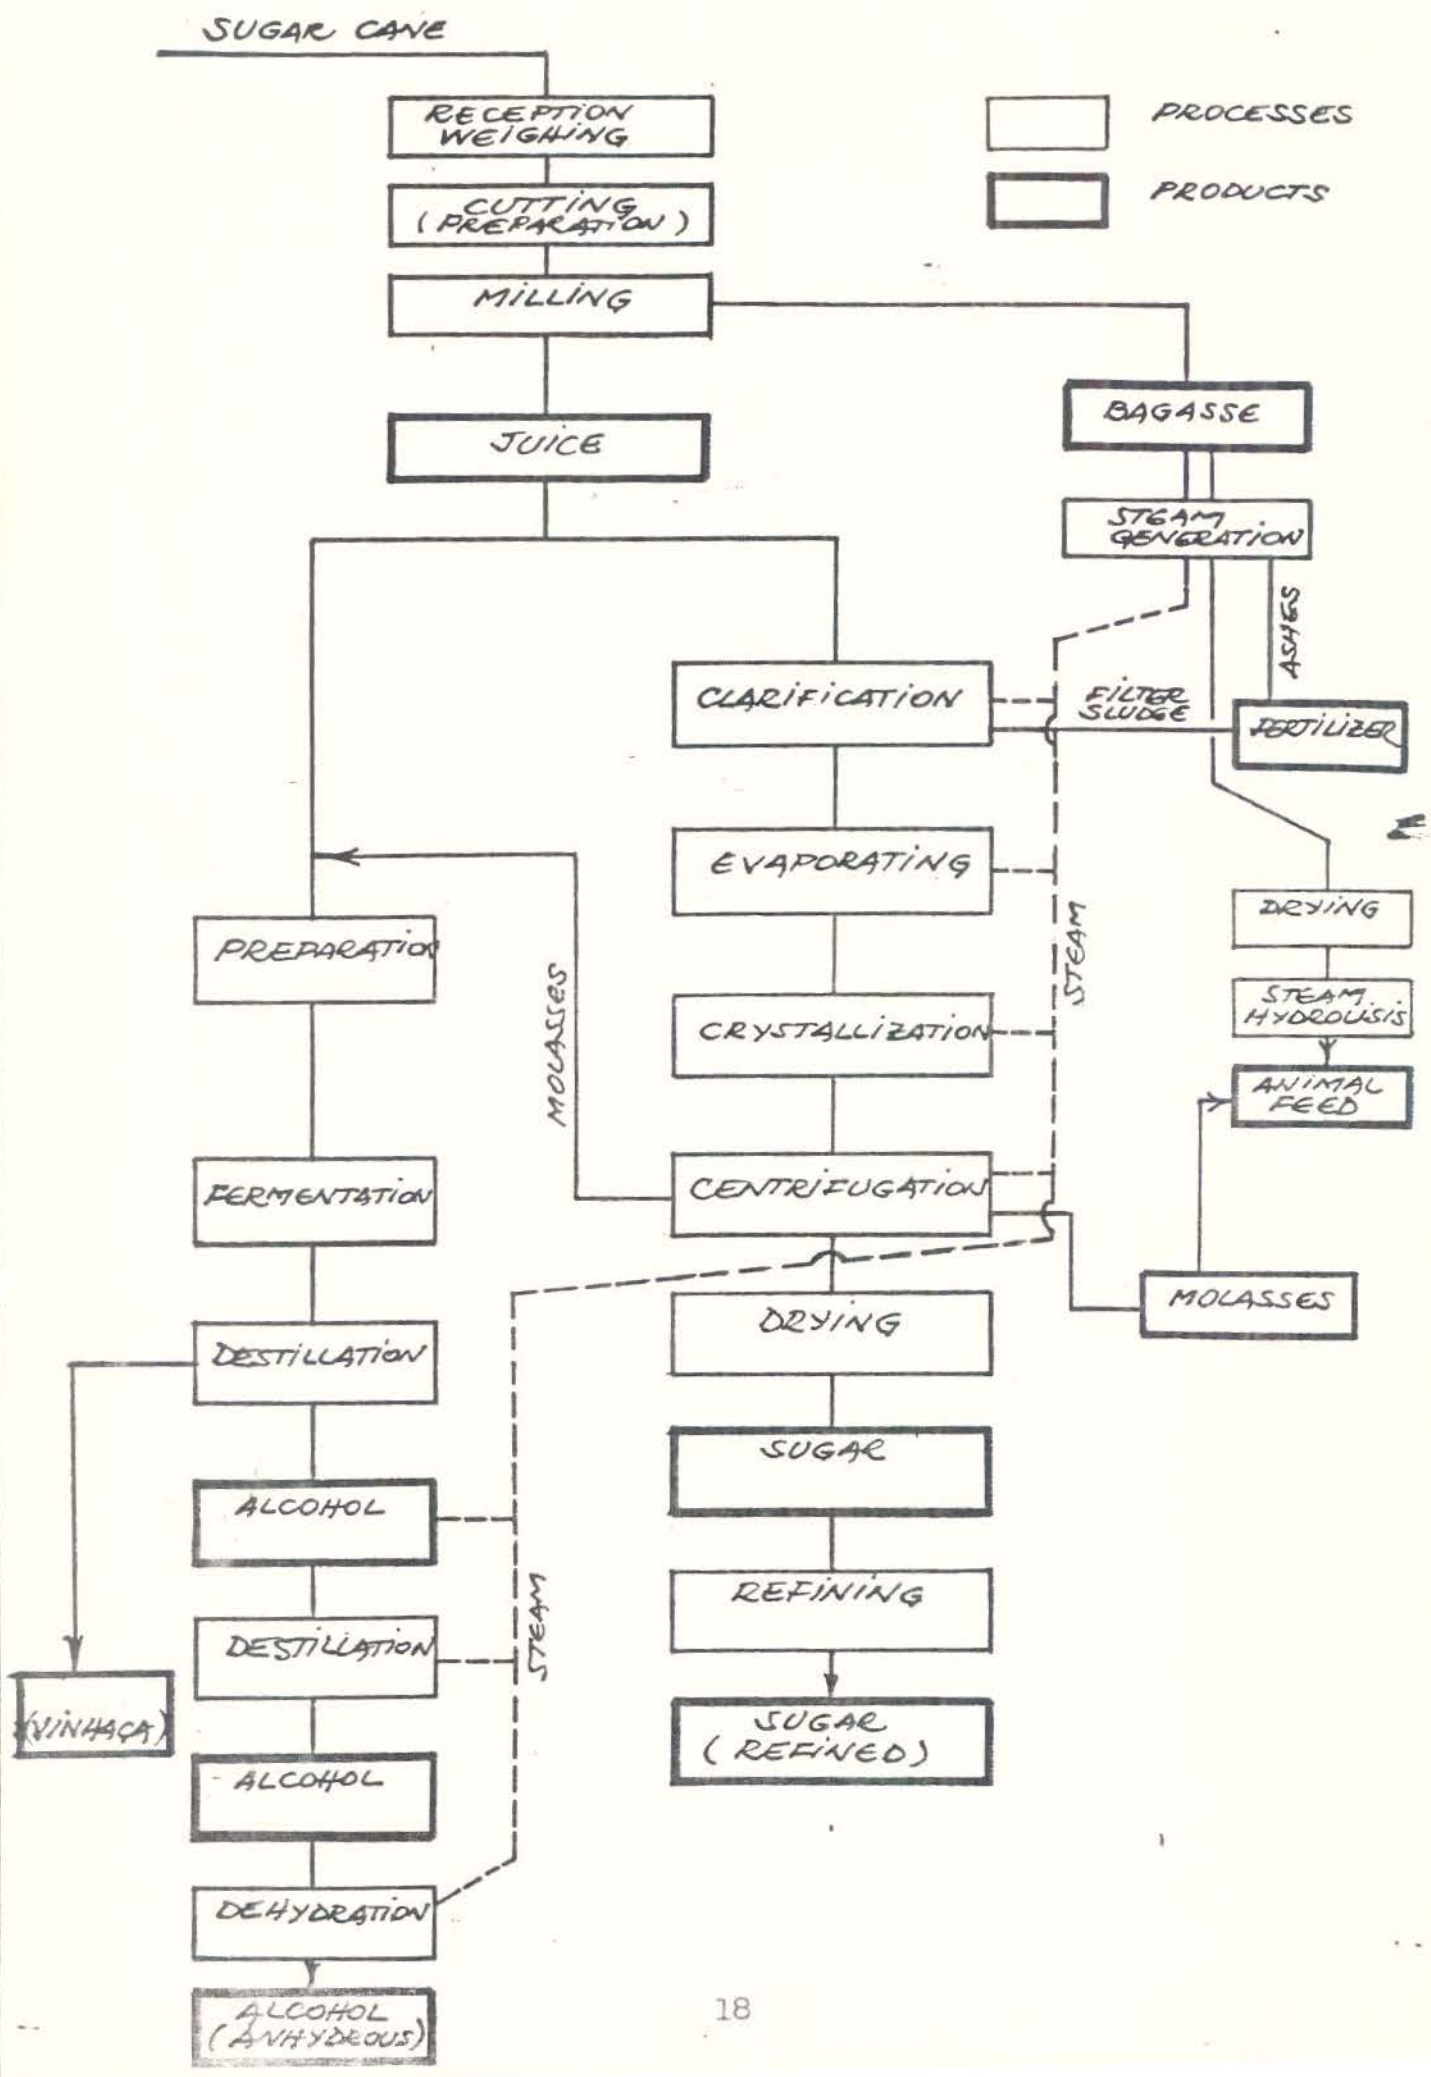 SUGAR CANE
RECEPTION
WEIGHING
PROCESSES
CUTTING
(PREPARATION)
PRODUCTS
MILLING
BAGASSE
JUICE
STEAM
GENERATION
ASHES
CLARIFICATION
FILTER
SLUDGE
FERTILIZER
EVAPORATING
DRYING
PREPARATION
MOLASSES
STEAM
CRYSTALLIZATION
STEAM
HYDROLISIS
ANIMAL
FEED
FERMENTATION
CENTRIFUGATION
MOLASSES
DRYING
DESTILLATION
SUGAR
ALCOHOL
REFINING
STEAM
DESTILLATION
(VINHAÇA)
SUGAR
(REFINED)
ALCOHOL
DEHYDRATION
ALCOHOL
(ANHYDROUS)
18